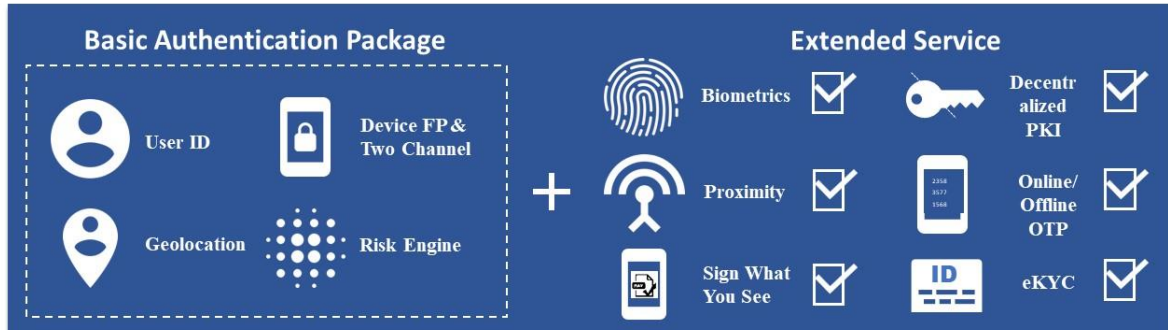 Basic Authentication Package
User ID
Device FP &
Two Channel
Geolocation
Risk Engine
+
Extended Service
Biometrics
Decentr
alized
PKI
Proximity
2358
3577
1568
Online/
Offline
OTP
PAY
Sign What
You See
ID
eKYC